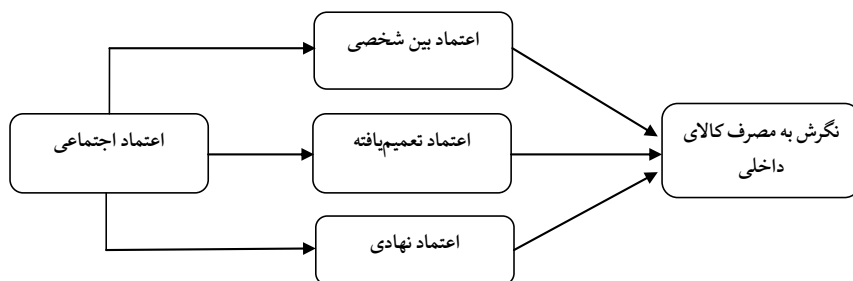 اعتماد بین شخصی
اعتماد اجتماعی
اعتماد تعمیم‌یافته
نگرش به مصرف کالای
داخلی
اعتماد نهادی